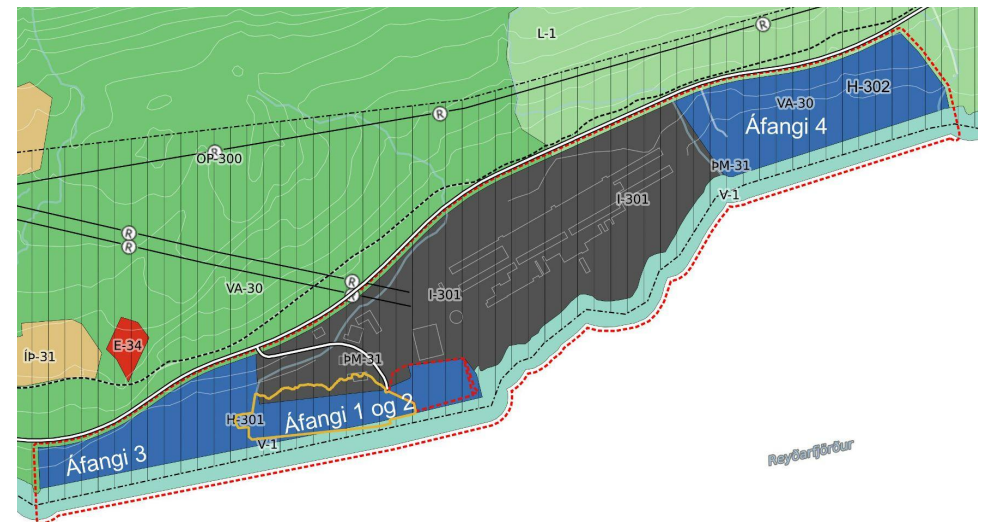 L-1
R
VA-30
H-302
Áfangi 4
R
R
OP-300
ÞM-31
I-301
V-1
R
R
R
VA-30
I-301
R
E-34
ÍÞ-31
ÞM-31
Áfangi 1 og 2
H-301
V-1
Áfangi 3
Reyðarfjörður